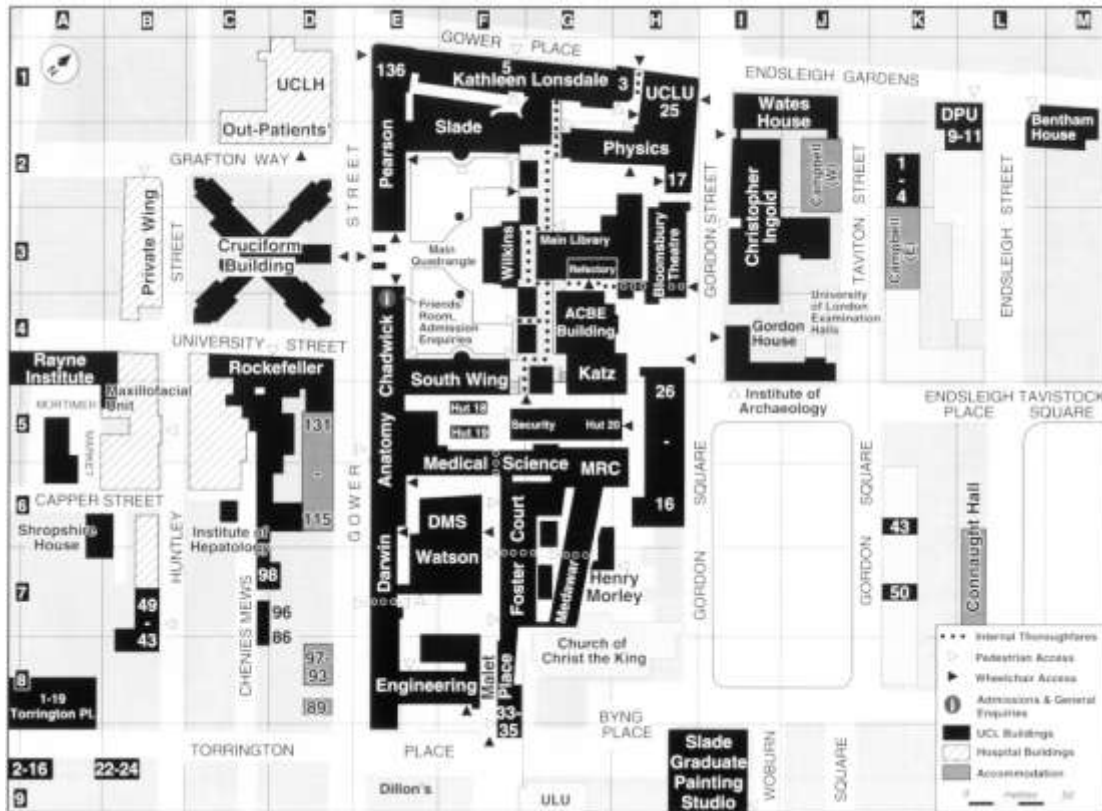 A B C D E F G H I J K L M
1
2
3
4
5
6
7
8
9
N
GOWER PLACE
136
5
Kathleen Lonsdale
3
UCLU
25
ENDSLEIGH GARDENS
UCLH
Out-Patients'
Slade
Wates
House
DPU
9-11
Bentham
House
GRAFTON WAY
Pearson
Physics
17
Campbell
(W)
1
-
4
STREET
Private Wing
STREET
Cruciform
Building
Main
Quadrangle
Wilkins
Main Library
Refectory
Bloomsbury
Theatre
GORDON STREET
Christopher
Ingold
TAVITON STREET
Campbell
(E)
ENDSLEIGH STREET
i
Friends'
Room,
Admission
Enquiries
ACBE
Building
University
of London
Examination
Halls
Gordon
House
UNIVERSITY STREET
Rayne
Institute
Maxillofacial
Unit
Rockefeller
Chadwick
South Wing
Katz
26
-
16
Institute of
Archaeology
ENDSLEIGH
PLACE
TAVISTOCK
SQUARE
MORTIMER
MARKET
131
-
115
Anatomy
Hut 18
Hut 19
Security
Hut 20
Medical Science
MRC
CAPPER STREET
Shropshire
House
HUNTLEY
Institute of
Hepatology
GOWER
DMS
Watson
Court
SQUARE
GORDON
SQUARE
GORDON
43
50
Connaught Hall
Darwin
Foster
Medawar
Henry
Morley
98
96
86
CHENIES MEWS
49
-
43
97-
93
89
Church of
Christ the King
Engineering
Malet
Place
33-
35
1-19
Torrington Pl.
BYNG
PLACE
TORRINGTON PLACE
2-16
22-24
Dillon's
ULU
Slade
Graduate
Painting
Studio
WOBURN
SQUARE
Internal Thoroughfares
Pedestrian Access
Wheelchair Access
i
Admissions & General
Enquiries
UCL Buildings
Hospital Buildings
Accommodation
0 metres 50